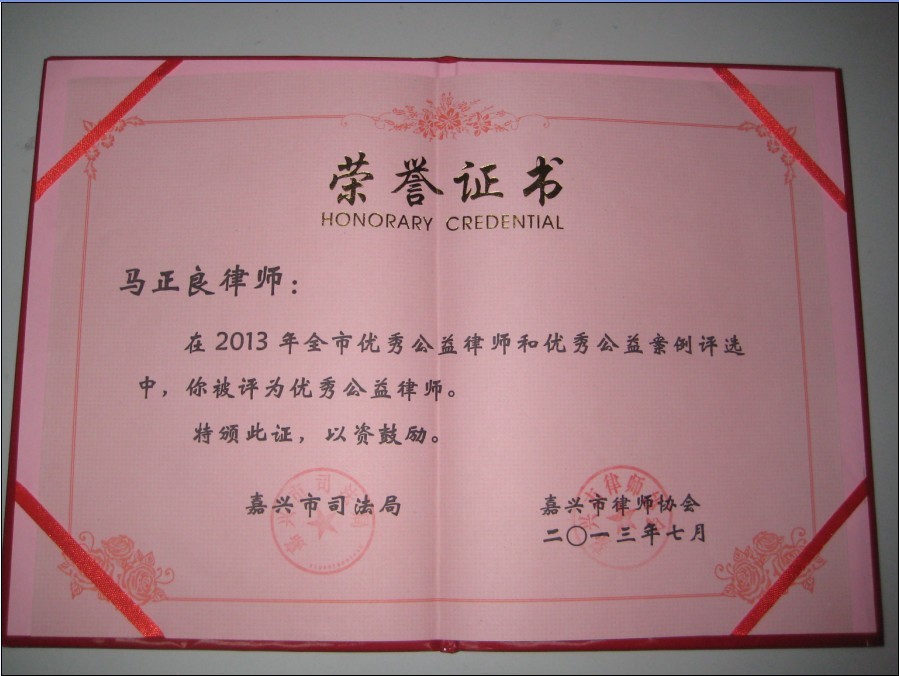 荣誉证书
HONORARY CREDENTIAL
马正良律师：
在2013年全市优秀公益律师和优秀公益案例评选
中，你被评为优秀公益律师。
特颁此证，以资鼓励。
嘉兴市司法局
嘉兴市律师协会
二〇一三年七月